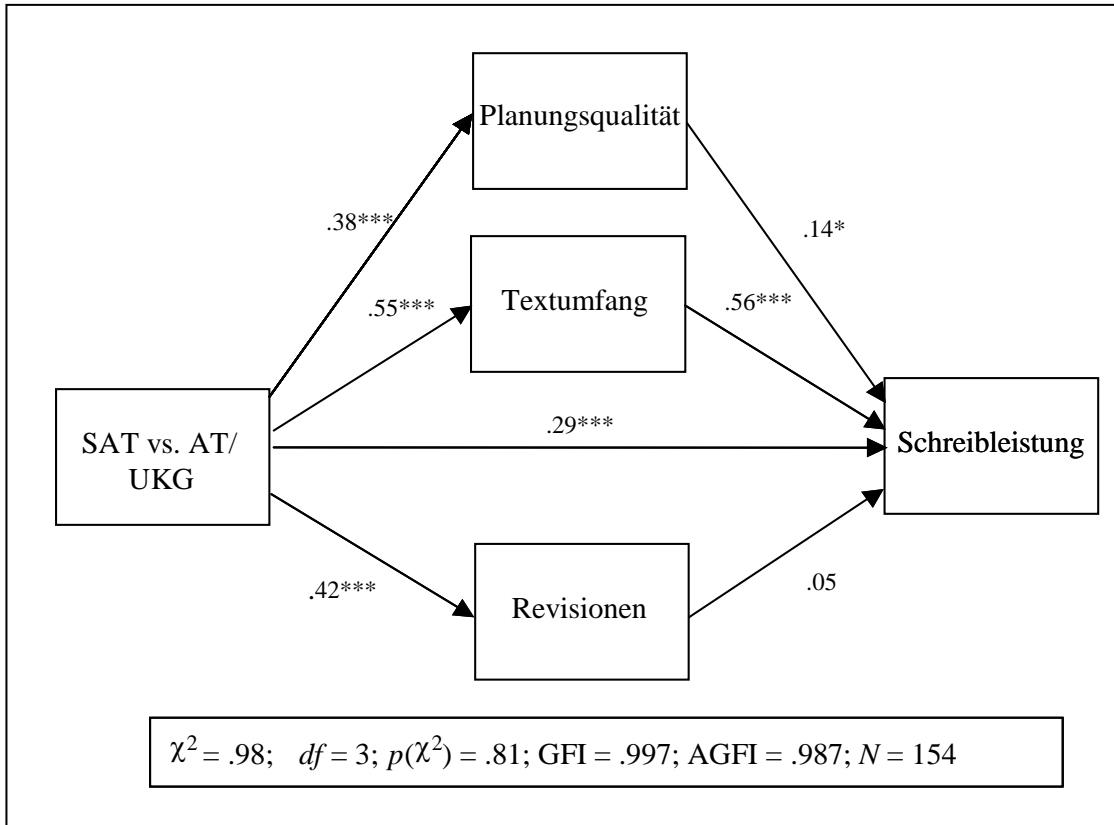 Planungsqualität
.38***
.14*
Textumfang
.55***
.56***
SAT vs. AT/
UKG
.29***
Schreibleistung
.42***
Revisionen
.05
χ² = .98; df = 3; p(χ²) = .81; GFI = .997; AGFI = .987; N = 154